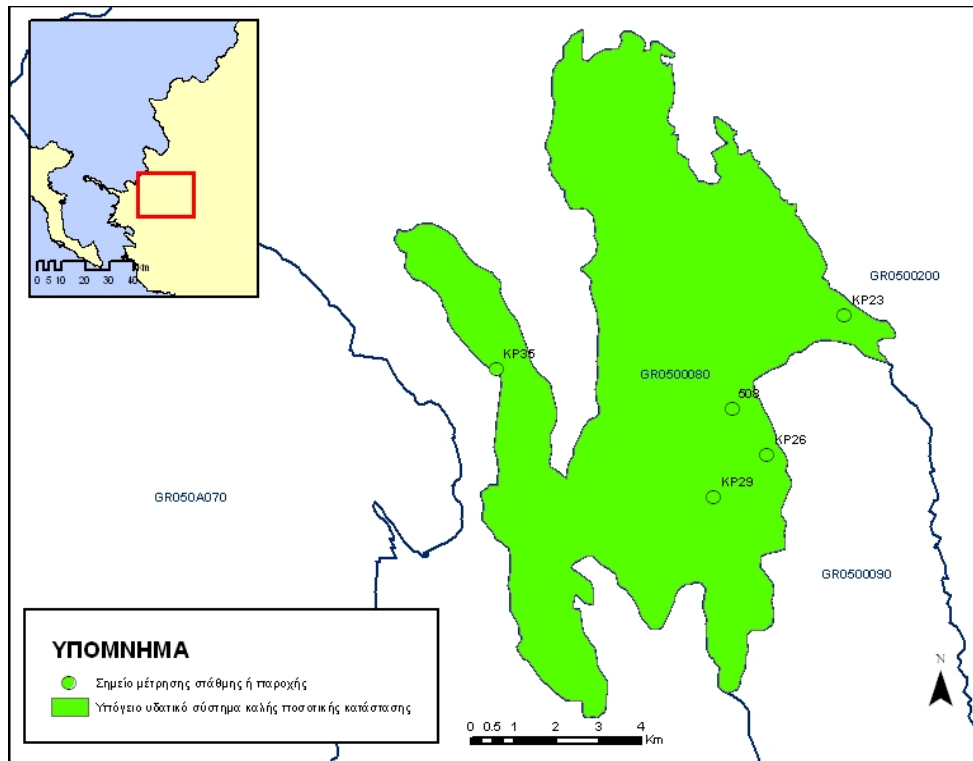 Km
0 5 10 20 30 40
GR0500200
KP23
KP35
GR0500080
508
KP26
KP29
GR050A070
GR0500090
ΥΠΟΜΝΗΜΑ
Σημείο μέτρησης στάθμης ή παροχής
Υπόγειο υδατικό σύστημα καλής ποσοτικής κατάστασης
N
0 0.5 1 2 3 4
Km